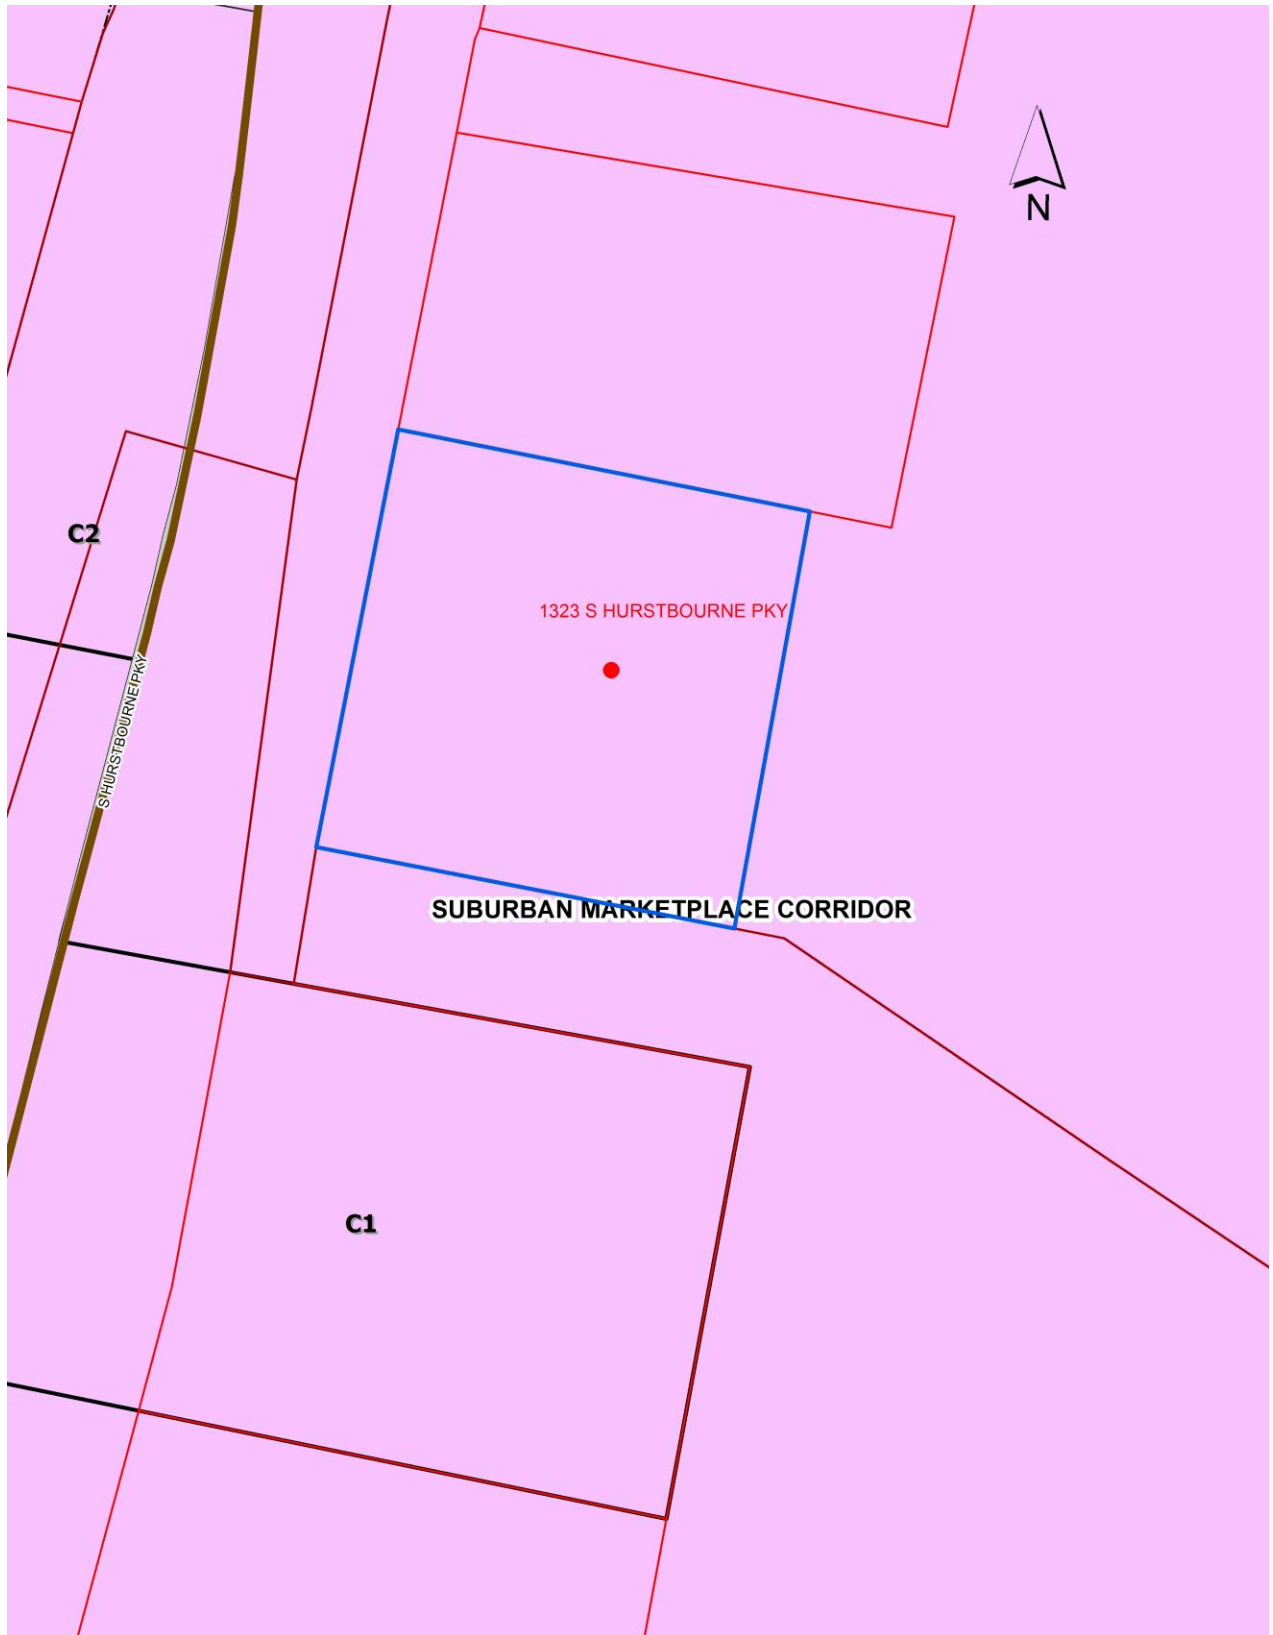 N
C2
1323 S HURSTBOURNE PKY
S HURSTBOURNE PKY
SUBURBAN MARKETPLACE CORRIDOR
C1